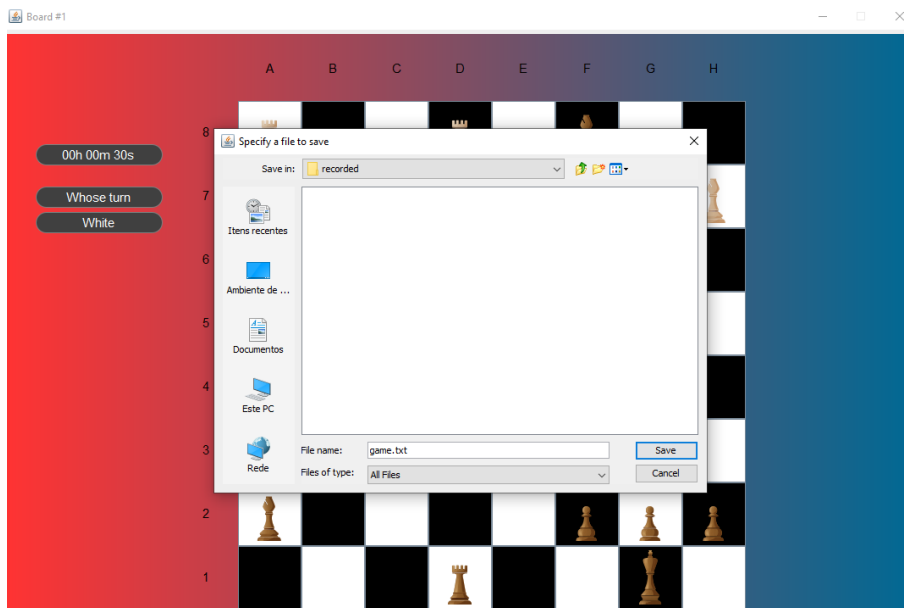 Board #1
A B C D E F G H
8
Specify a file to save
00h 00m 30s
Save in:
recorded
Whose turn
7
White
Itens recentes
6
Ambiente de ...
5
Documentos
4
Este PC
3
File name:
game.txt
Save
Rede
Files of type:
All Files
Cancel
2
1